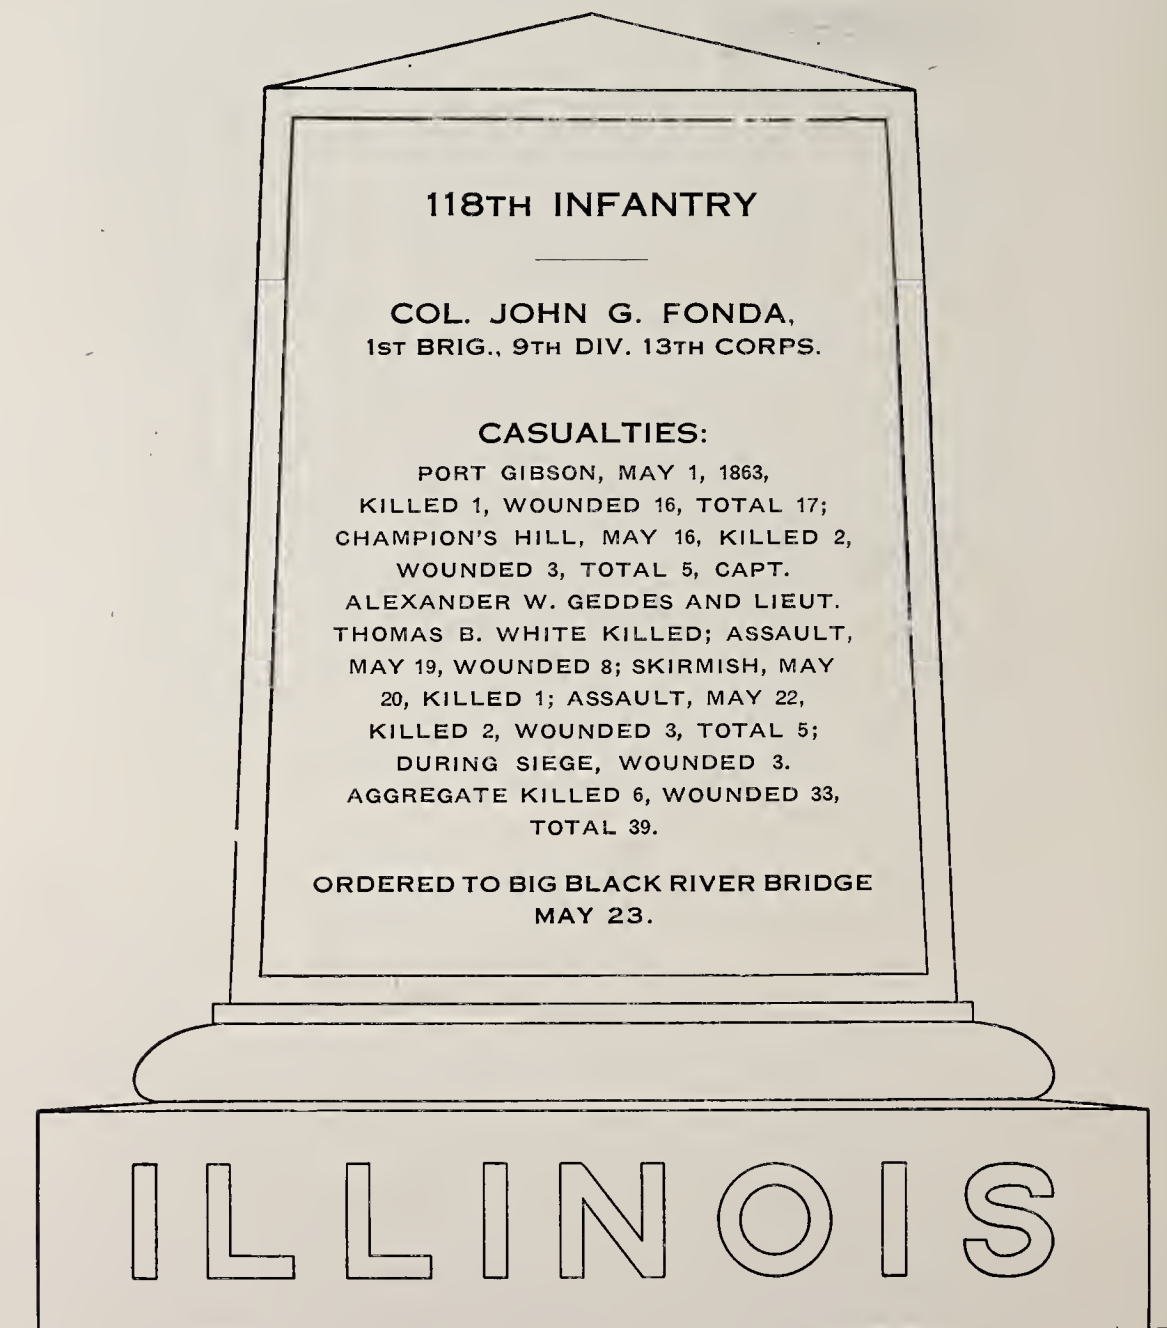 118TH INFANTRY
COL. JOHN G. FONDA,
1ST BRIG., 9TH DIV. 13TH CORPS.
CASUALTIES:
PORT GIBSON, MAY 1, 1863,
KILLED 1, WOUNDED 16, TOTAL 17;
CHAMPION'S HILL, MAY 16, KILLED 2,
WOUNDED 3, TOTAL 5, CAPT.
ALEXANDER W. GEDDES AND LIEUT.
THOMAS B. WHITE KILLED; ASSAULT,
MAY 19, WOUNDED 8; SKIRMISH, MAY
20, KILLED 1; ASSAULT, MAY 22,
KILLED 2, WOUNDED 3, TOTAL 5;
DURING SIEGE, WOUNDED 3.
AGGREGATE KILLED 6, WOUNDED 33,
TOTAL 39.
ORDERED TO BIG BLACK RIVER BRIDGE
MAY 23.
ILLINOIS